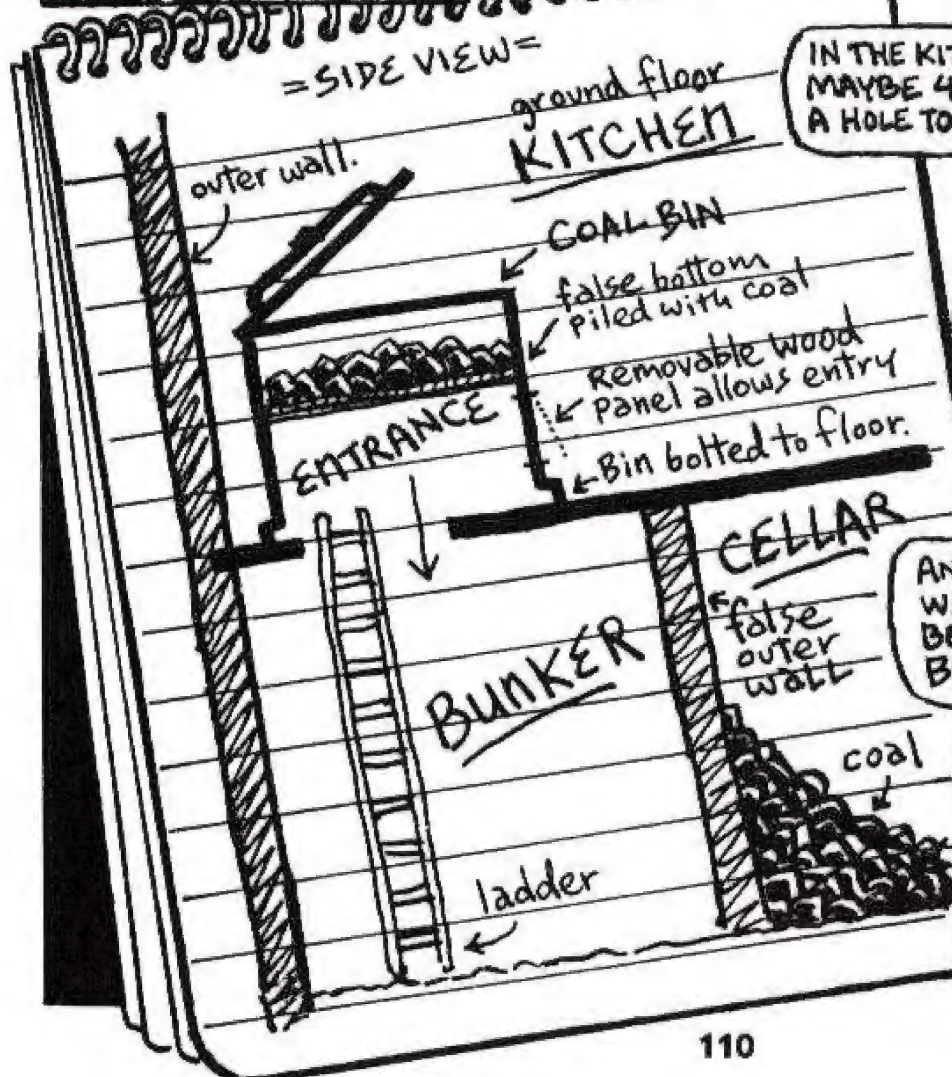 =SIDE VIEW=
ground floor
KITCHEN
IN THE KIT
MAYBE 4
A HOLE TO
outer wall.
COAL BIN
false bottom
piled with coal
Removable wood
panel allows entry
ENTRANCE
Bin bolted to floor.
CELLAR
false
outer
wall
AN
W
BE
B
BUNKER
coal
ladder
110